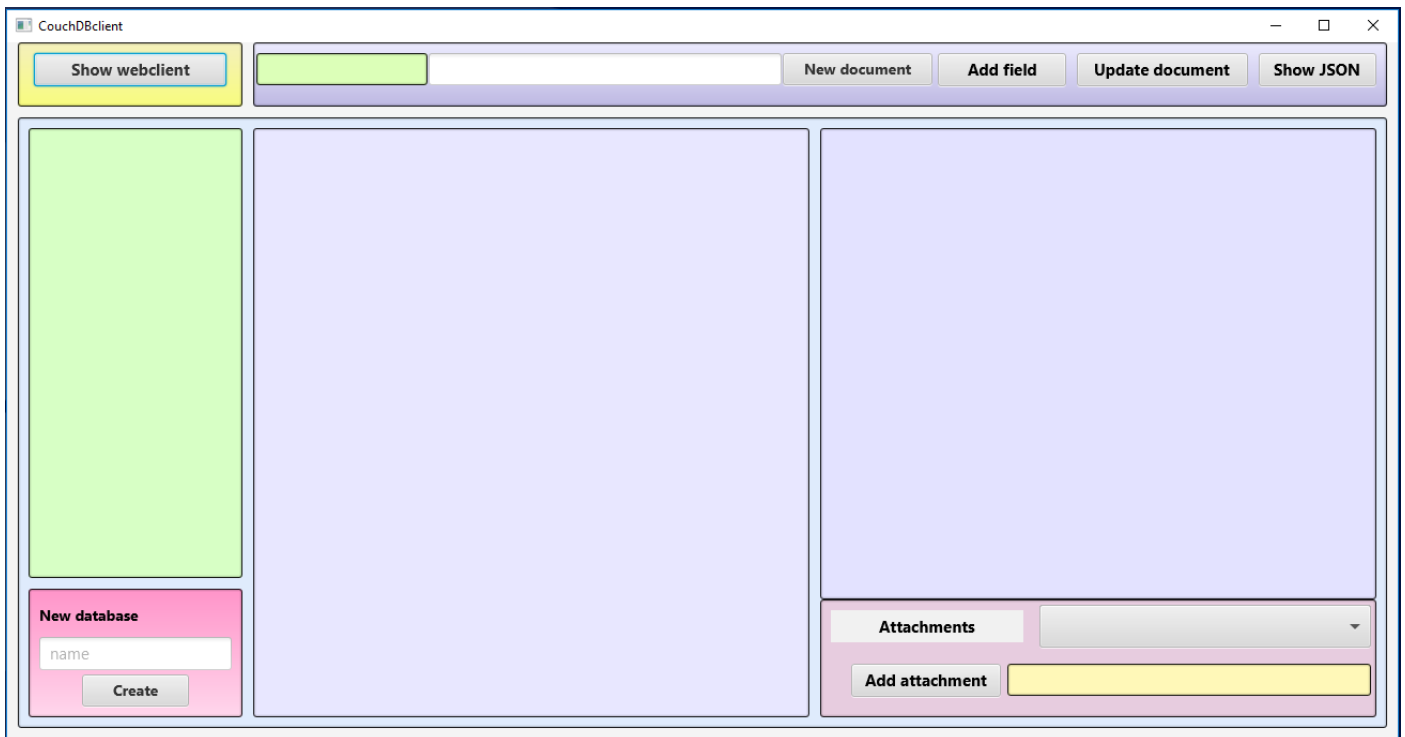 CouchDBclient
Show webclient
New document
Add field
Update document
Show JSON
New database
name
Create
Attachments
Add attachment